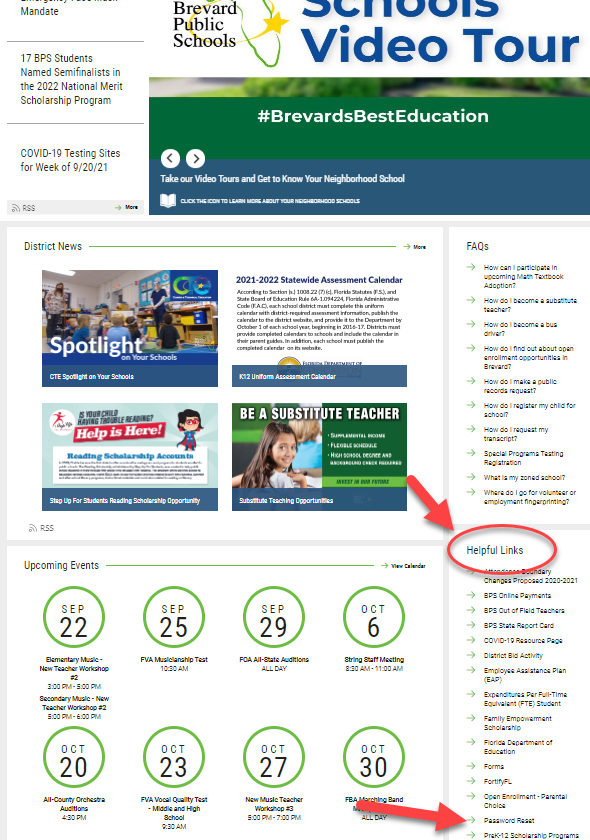 Emergency Face Mask
Mandate
17 BPS Students
Named Semifinalists in
the 2022 National Merit
Scholarship Program
COVID-19 Testing Sites
for Week of 9/20/21
RSS
More
Brevard
Public
Schools
Schools
Video Tour
#BrevardsBestEducation
Take our Video Tours and Get to Know Your Neighborhood School
CLICK THE ICON TO LEARN MORE ABOUT YOUR NEIGHBORHOOD SCHOOLS
District News
More
Spotlight
on Your Schools
CTE Spotlight on Your Schools
2021-2022 Statewide Assessment Calendar
According to Section (s.) 1008.22 (7) (c), Florida Statutes (F.S.), and
State Board of Education Rule 6A-1.094224, Florida Administrative
Code (F.A.C), each school district must complete this uniform
calendar with district-required assessment information, publish the
calendar to the district website, and provide it to the Department by
October 1 of each school year, beginning in 2016-17. Districts must
provide completed calendars to schools and include the calendar in
their parent guides. In addition, each school must publish the
completed calendar on its website.
FLORIDA DEPARTMENT OF
K12 Uniform Assessment Calendar
IS YOUR CHILD
HAVING TROUBLE READING?
Help is Here!
Reading Scholarship Accounts
Step Up For Students Reading Scholarship Opportunity
BE A SUBSTITUTE TEACHER
· SUPPLEMENTAL INCOME
· FLEXIBLE SCHEDULE
· HIGH SCHOOL DEGREE AND
BACKGROUND CHECK REQUIRED
INVEST IN OUR FUTURE
Substitute Teaching Opportunities
RSS
FAQs
How can I participate in
upcoming Math Textbook
Adoption?
How do I become a substitute
teacher?
How do I become a bus
driver?
How do I find out about open
enrollment opportunities in
Brevard?
How do I make a public
records request?
How do I register my child for
school?
How do I request my
transcript?
Special Programs Testing
Registration
What is my zoned school?
Where do I go for volunteer or
employment fingerprinting?
Upcoming Events
View Calendar
SEP
22
Elementary Music -
New Teacher Workshop
#2
3:00 PM - 5:00 PM
Secondary Music - New
Teacher Workshop #2
5:00 PM - 6:00 PM
SEP
25
FVA Musicianship Test
10:30 AM
SEP
29
FOA All-State Auditions
ALL DAY
OCT
6
String Staff Meeting
8:30 AM - 11:00 AM
OCT
20
All-County Orchestra
Auditions
4:30 PM
OCT
23
FVA Vocal Quality Test
- Middle and High
School
9:30 AM
OCT
27
New Music Teacher
Workshop #3
5:00 PM - 7:00 PM
OCT
30
FBA Marching Band
ALL DAY
Helpful Links
Attendance Boundary
Changes Proposed 2020-2021
BPS Online Payments
BPS Out of Field Teachers
BPS State Report Card
COVID-19 Resource Page
District Bid Activity
Employee Assistance Plan
(EAP)
Expenditures Per Full-Time
Equivalent (FTE) Student
Family Empowerment
Scholarship
Florida Department of
Education
Forms
FortifyFL
Open Enrollment - Parental
Choice
Password Reset
PreK-12 Scholarship Programs